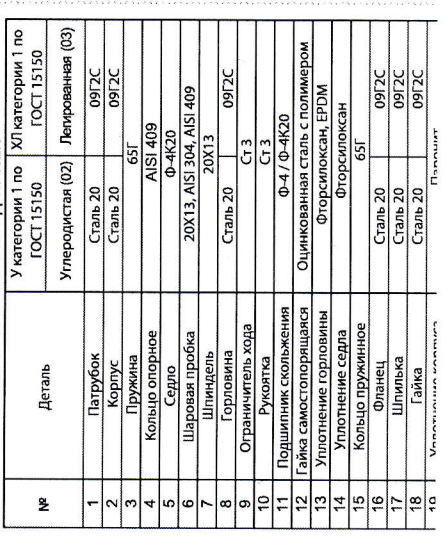 № Деталь У категории 1 по ГОСТ 15150 ХЛ категории 1 по ГОСТ 15150
Углеродистая (02) Легированная (03)
1 Патрубок Сталь 20 09Г2С
2 Корпус Сталь 20 09Г2С
3 Пружина 65Г
4 Кольцо опорное AISI 409
5 Седло Ф-4К20
6 Шаровая пробка 20Х13, AISI 304, AISI 409
7 Шпиндель 20Х13
8 Горловина Сталь 20 09Г2С
9 Ограничитель хода Ст 3
10 Рукоятка Ст 3
11 Подшипник скольжения Ф-4 / Ф-4К20
12 Гайка самостопорящаяся Оцинкованная сталь с полимером
13 Уплотнение горловины Фторсилоксан, EPDM
14 Уплотнение седла Фторсилоксан
15 Кольцо пружинное 65Г
16 Фланец Сталь 20 09Г2С
17 Шпилька Сталь 20 09Г2С
18 Гайка Сталь 20 09Г2С
19 Уплотнение корпуса Паронит